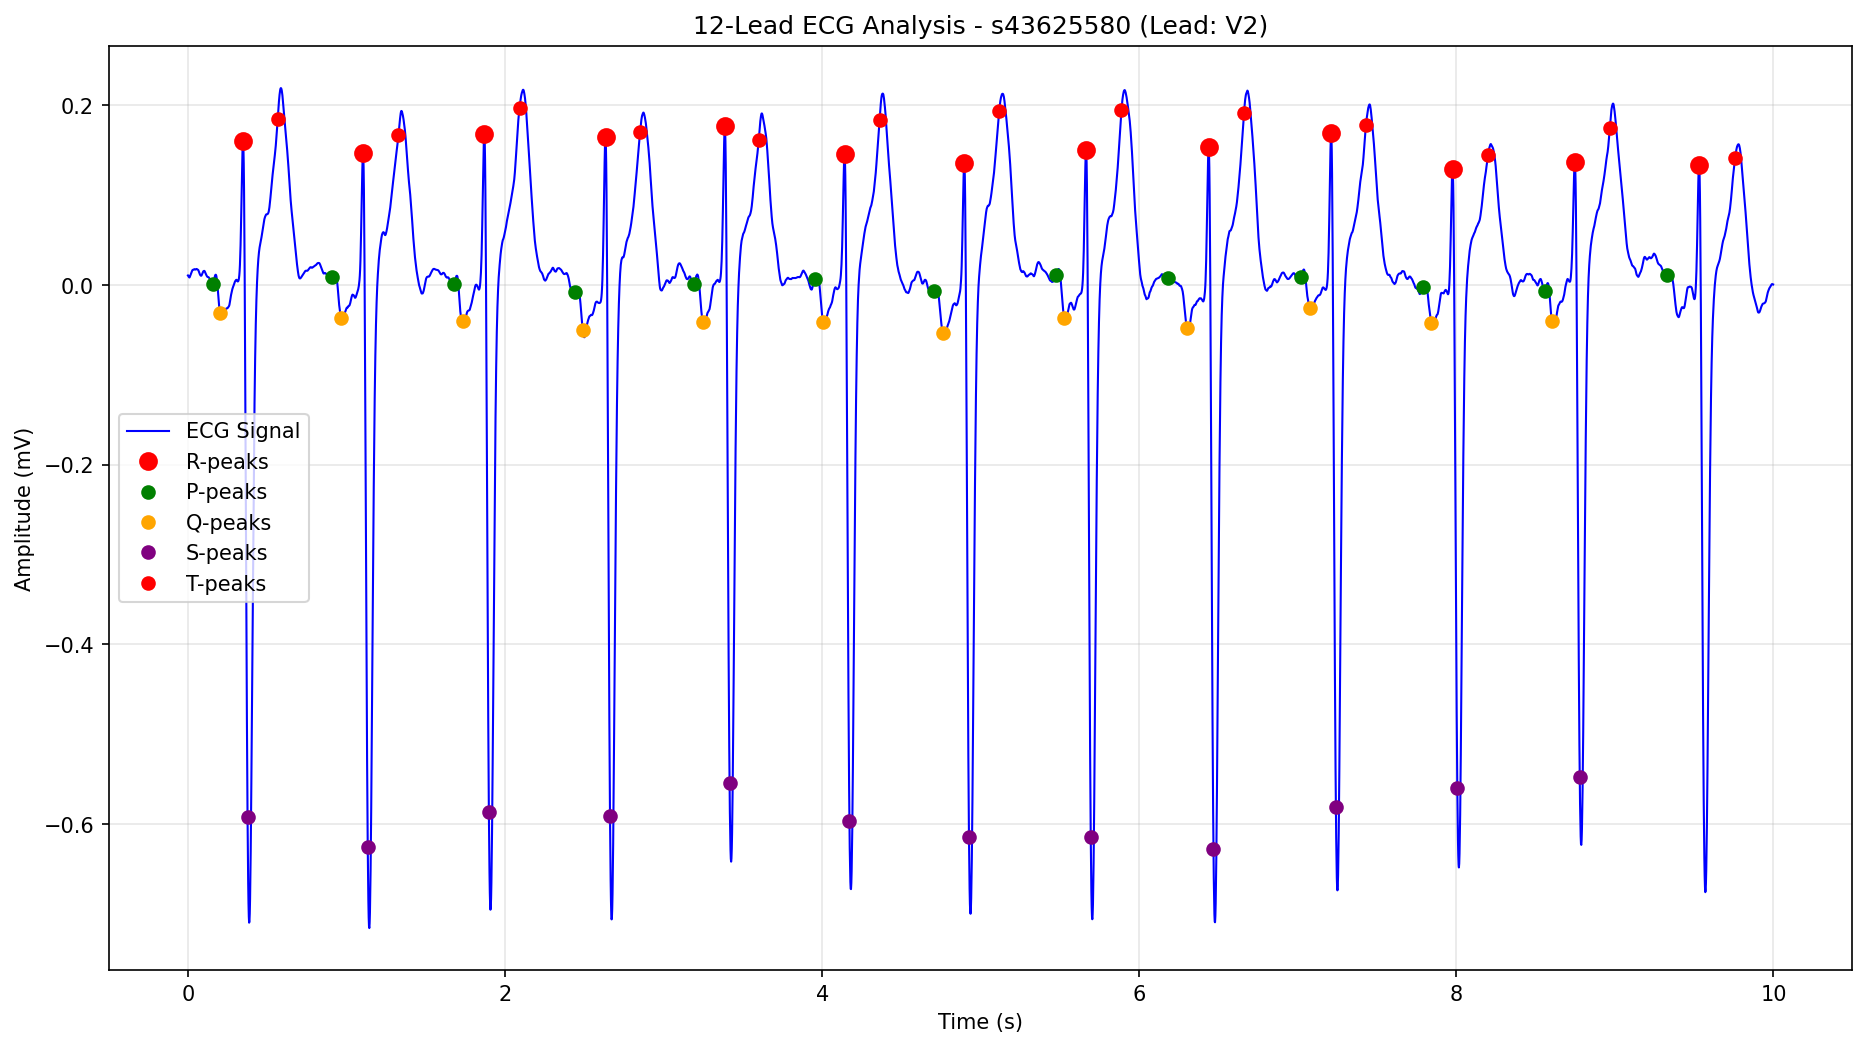 12-Lead ECG Analysis - s43625580 (Lead: V2)
Amplitude (mV)
0.2
0.0
−0.2
−0.4
−0.6
ECG Signal
R-peaks
P-peaks
Q-peaks
S-peaks
T-peaks
0 2 4 6 8 10
Time (s)